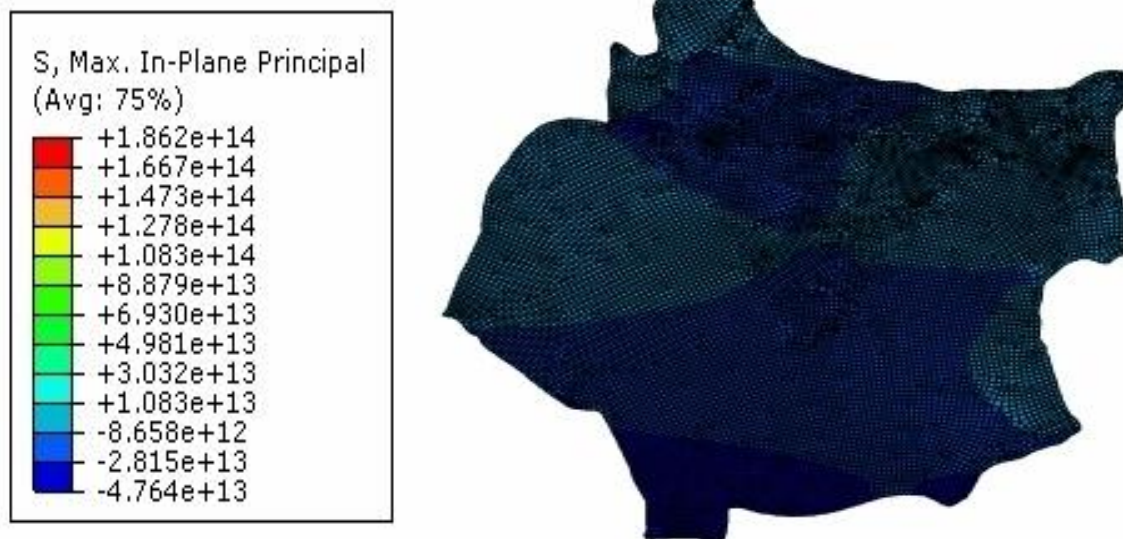 S, Max. In-Plane Principal
(Avg: 75%)
+1.862e+14
+1.667e+14
+1.473e+14
+1.278e+14
+1.083e+14
+8.879e+13
+6.930e+13
+4.981e+13
+3.032e+13
+1.083e+13
-8.658e+12
-2.815e+13
-4.764e+13